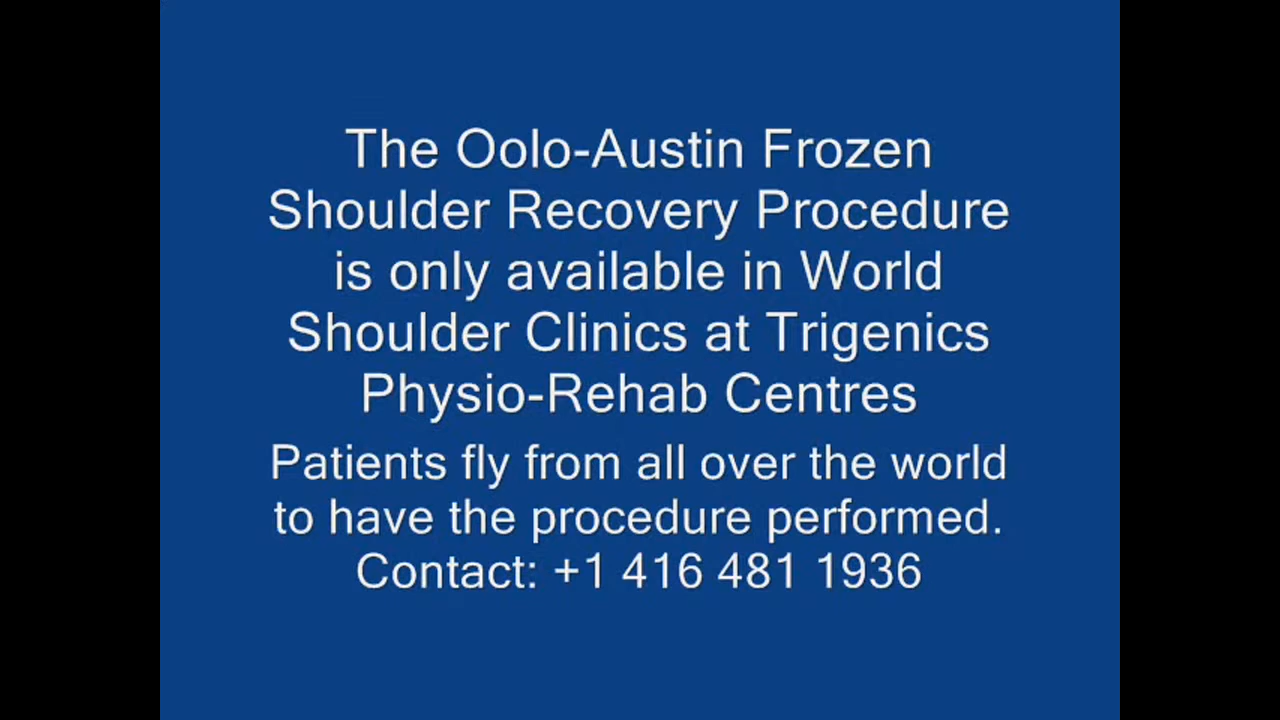 The Oolo-Austin Frozen
Shoulder Recovery Procedure
is only available in World
Shoulder Clinics at Trigenics
Physio-Rehab Centres
Patients fly from all over the world
to have the procedure performed.
Contact: +1 416 481 1936